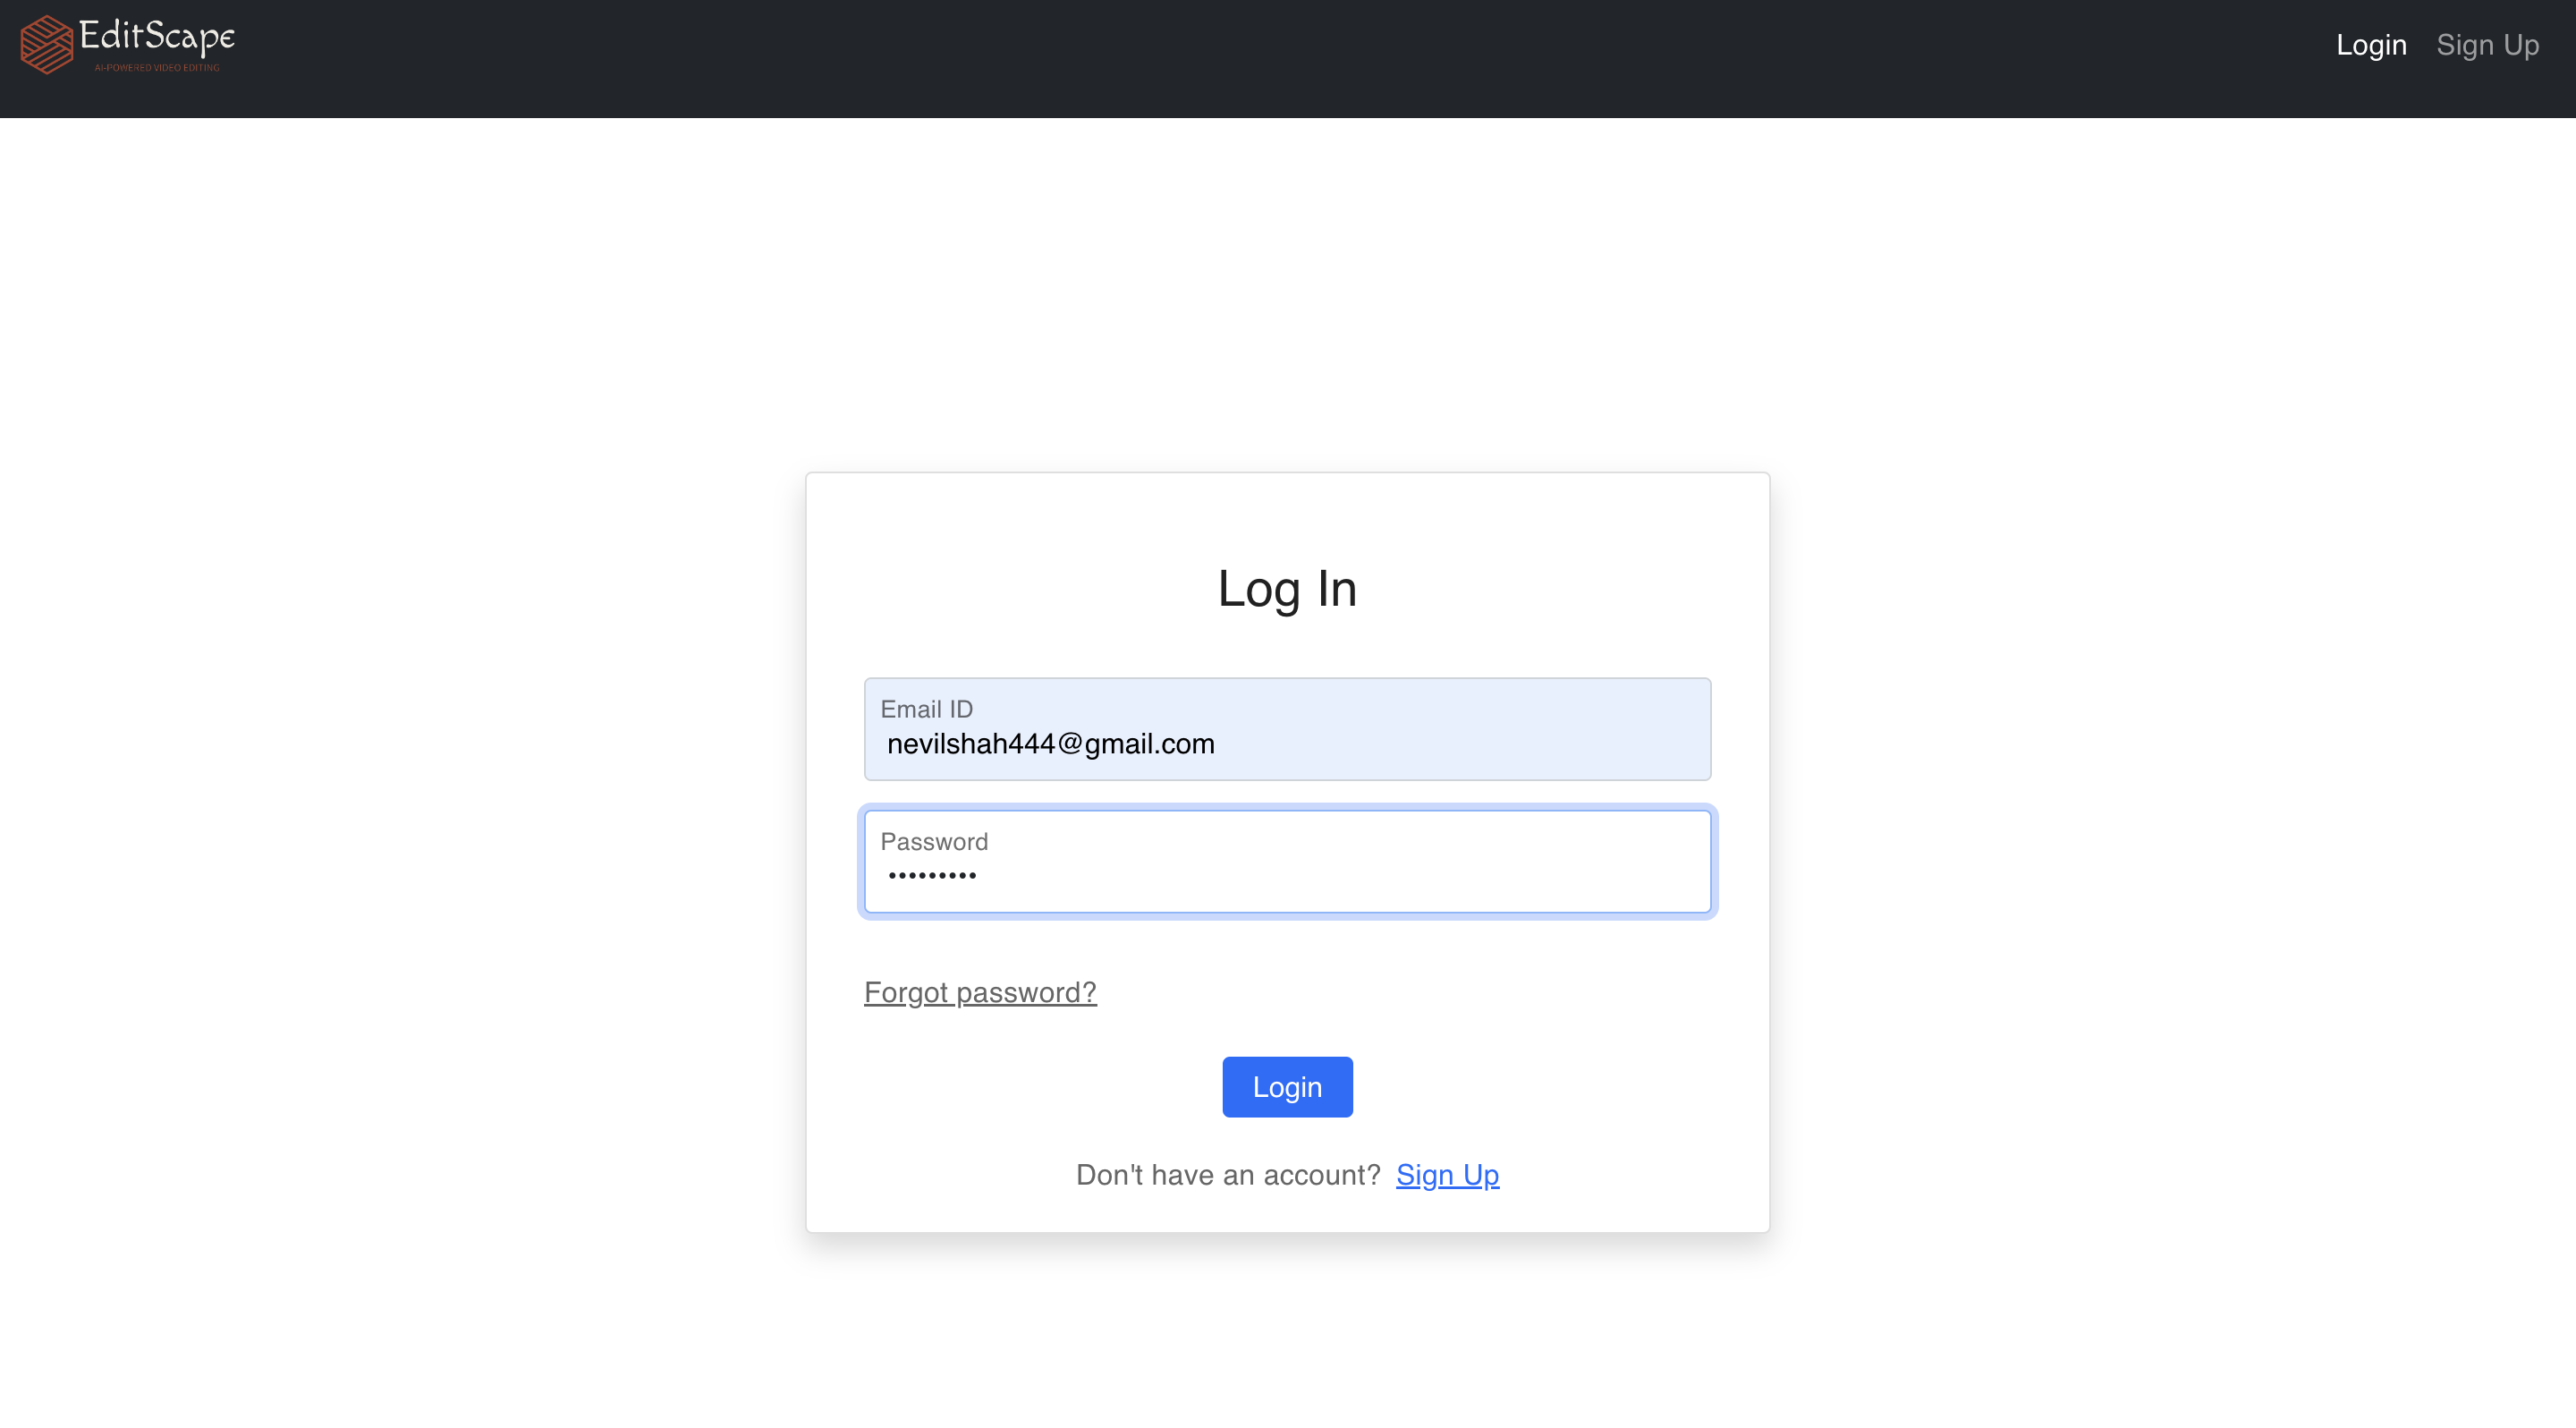 EditScape
AI-POWERED VIDEO EDITING
Login Sign Up
Log In
Email ID
nevilshah444@gmail.com
Password
•••••••••
Forgot password?
Login
Don't have an account? Sign Up